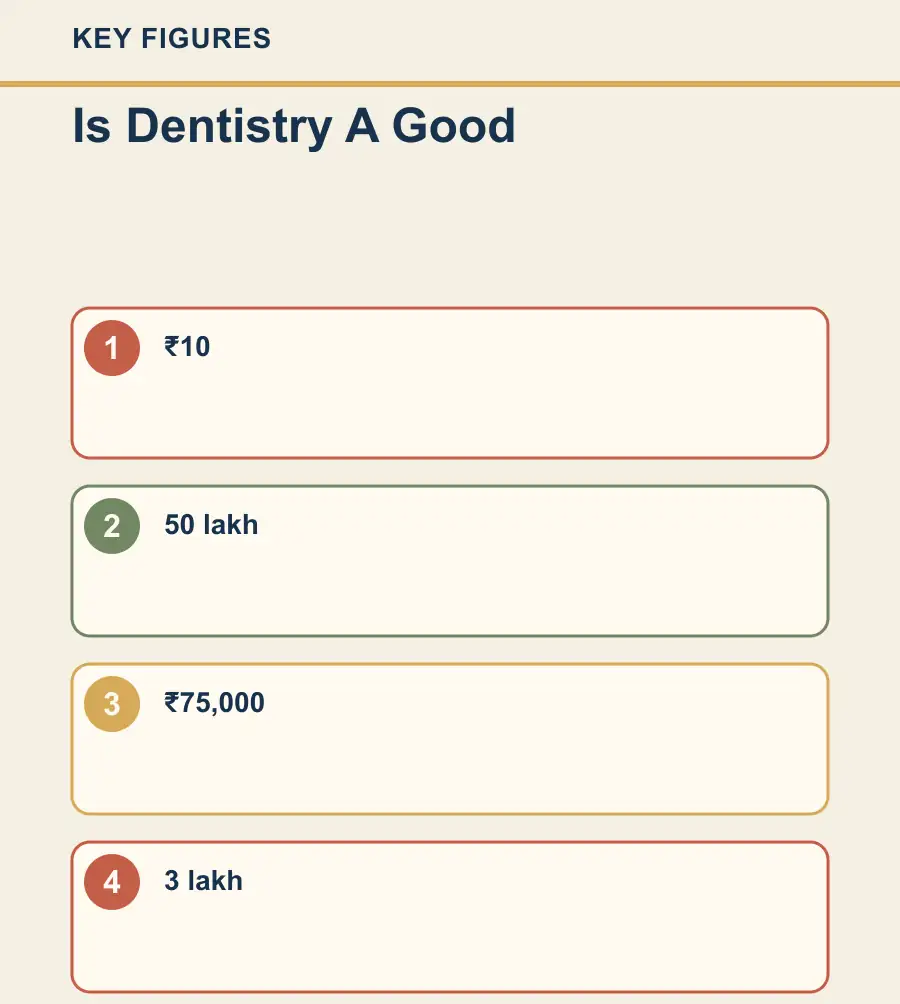 KEY FIGURES
Is Dentistry A Good
1 ₹10
2 50 lakh
3 ₹75,000
4 3 lakh